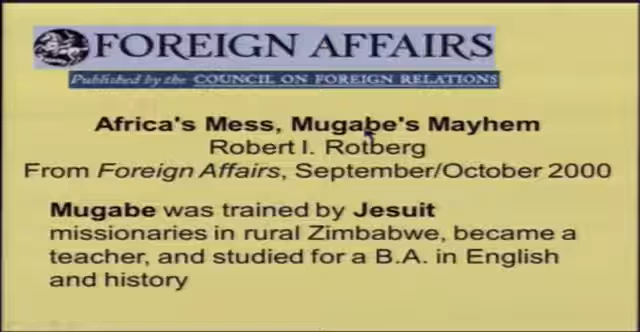 FOREIGN AFFAIRS
Published by the COUNCIL ON FOREIGN RELATIONS
Africa's Mess, Mugabe's Mayhem
Robert I. Rotberg
From Foreign Affairs, September/October 2000
Mugabe was trained by Jesuit
missionaries in rural Zimbabwe, became a
teacher, and studied for a B.A. in English
and history